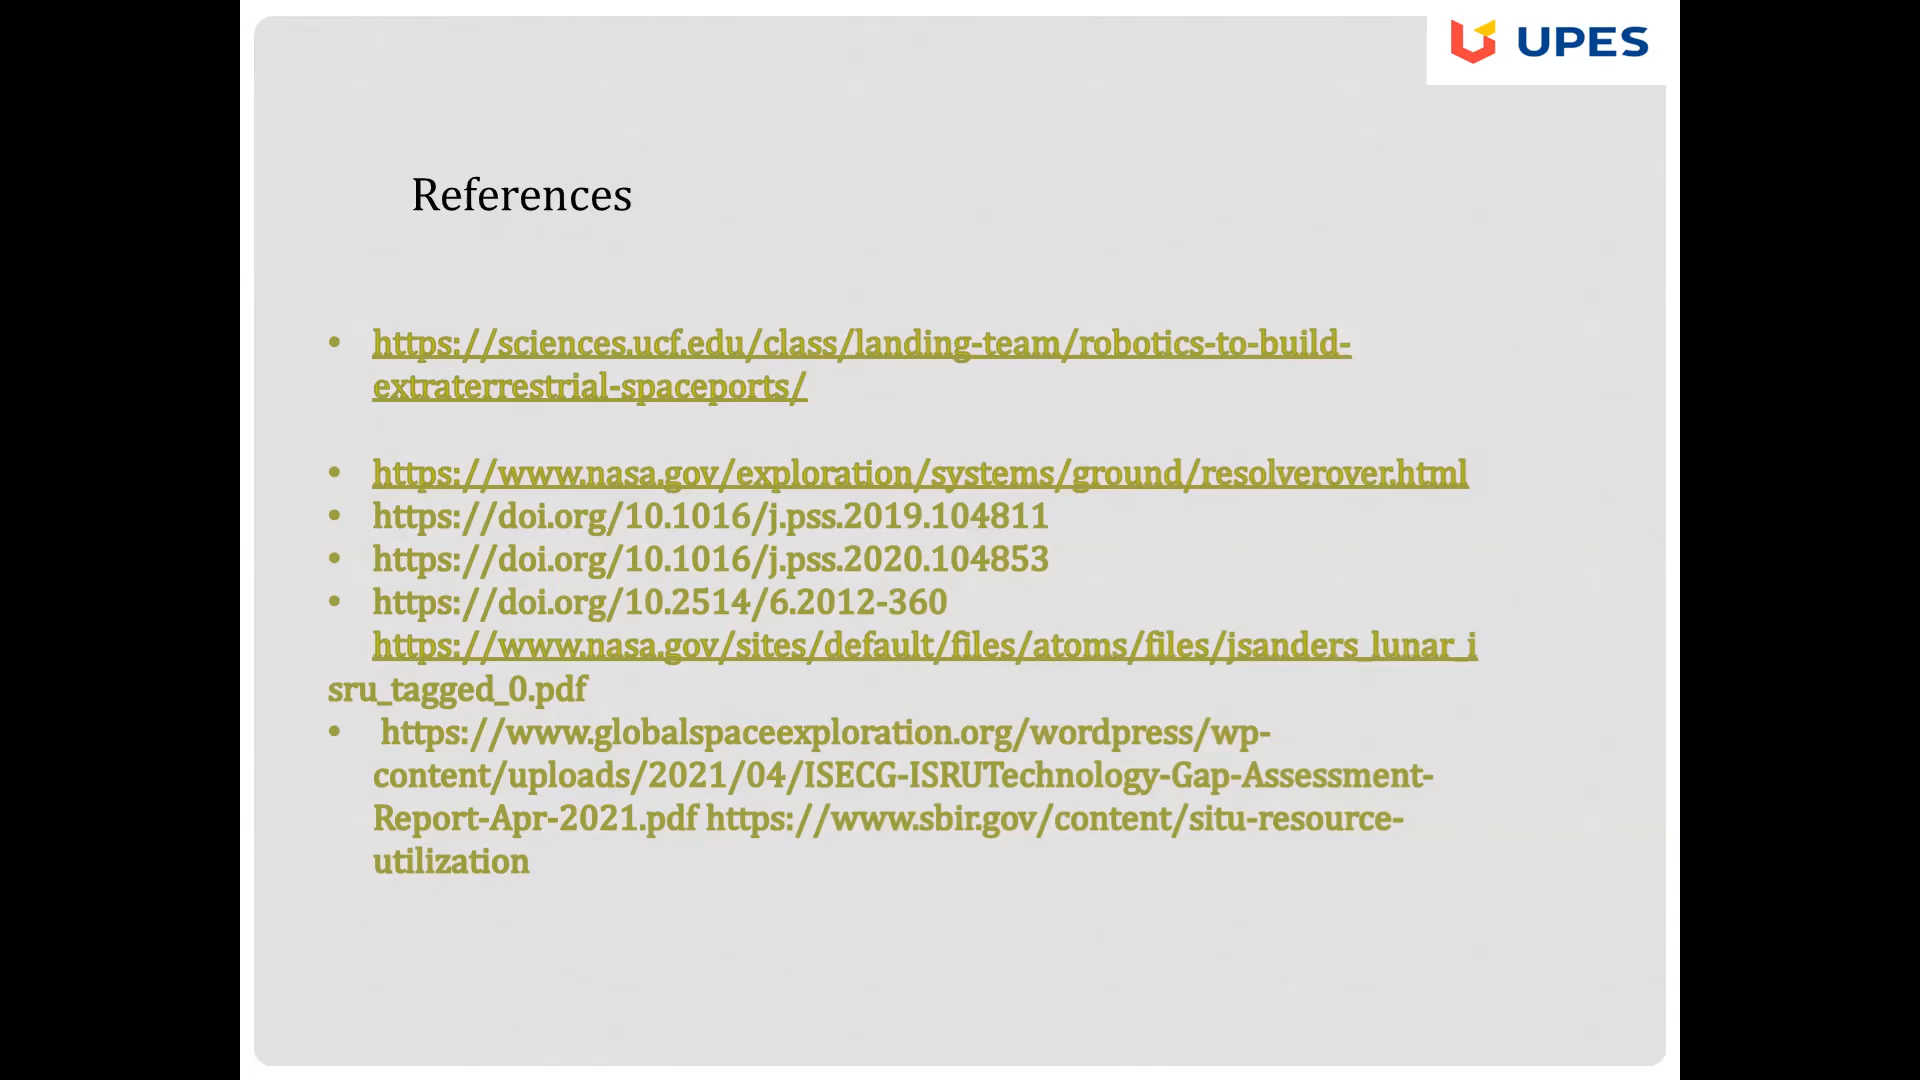 UPES
References
• https://sciences.ucf.edu/class/landing-team/robotics-to-build-
extraterrestrial-spaceports/
• https://www.nasa.gov/exploration/systems/ground/resolverover.html
• https://doi.org/10.1016/j.pss.2019.104811
• https://doi.org/10.1016/j.pss.2020.104853
• https://doi.org/10.2514/6.2012-360
https://www.nasa.gov/sites/default/files/atoms/files/jsanders_lunar_i
sru_tagged_0.pdf
• https://www.globalspaceexploration.org/wordpress/wp-
content/uploads/2021/04/ISECG-ISRUTechnology-Gap-Assessment-
Report-Apr-2021.pdf https://www.sbir.gov/content/situ-resource-
utilization